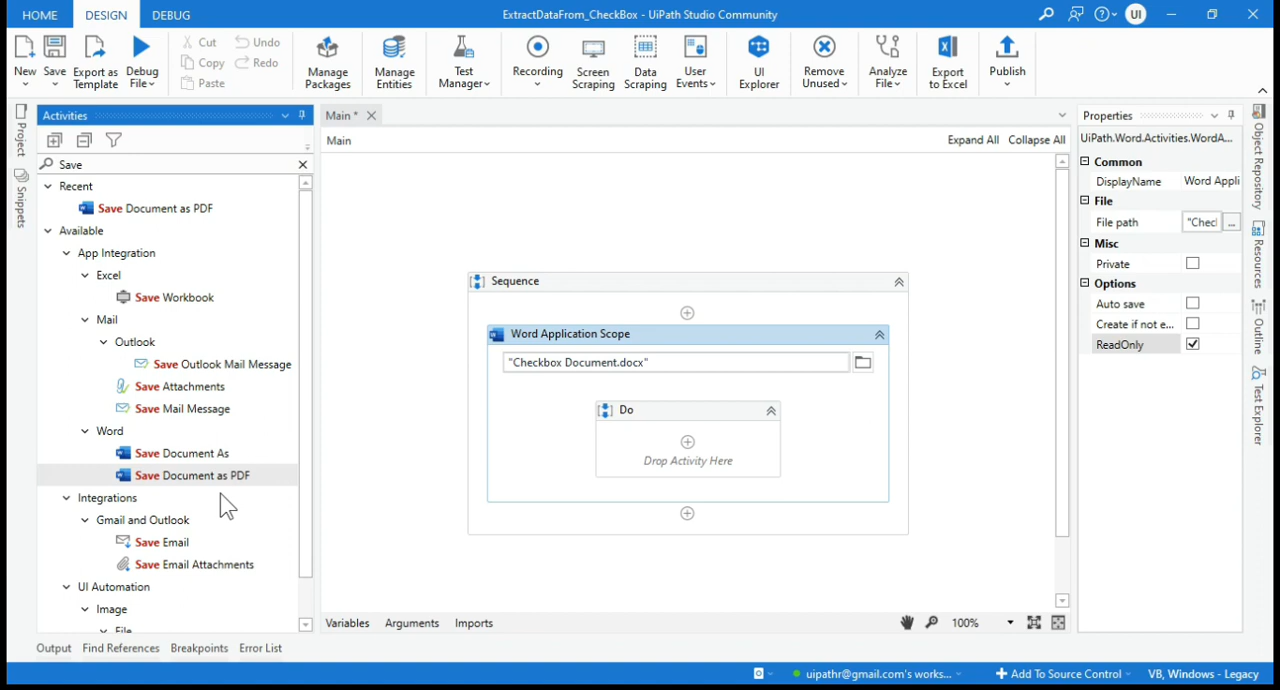 HOME DESIGN DEBUG ExtractDataFrom_CheckBox - UiPath Studio Community UI
New Save Export as Template Debug File Cut Copy Paste Undo Redo Manage Packages Manage Entities Test Manager Recording Screen Scraping Data Scraping User Events UI Explorer Remove Unused Analyze File Export to Excel Publish
Project
Snippets
Activities
Save
Recent
Save Document as PDF
Available
App Integration
Excel
Save Workbook
Mail
Outlook
Save Outlook Mail Message
Save Attachments
Save Mail Message
Word
Save Document As
Save Document as PDF
Integrations
Gmail and Outlook
Save Email
Save Email Attachments
UI Automation
Image
File
Main *
Main Expand All Collapse All
Sequence
Word Application Scope
"Checkbox Document.docx"
Do
Drop Activity Here
Variables Arguments Imports 100%
Properties
UiPath.Word.Activities.WordA...
Common
DisplayName Word Appli
File
File path "Checl ...
Misc
Private
Options
Auto save
Create if not e...
ReadOnly
Object Repository
Resources
Outline
Test Explorer
Output Find References Breakpoints Error List
uipathr@gmail.com's works... Add To Source Control VB, Windows - Legacy